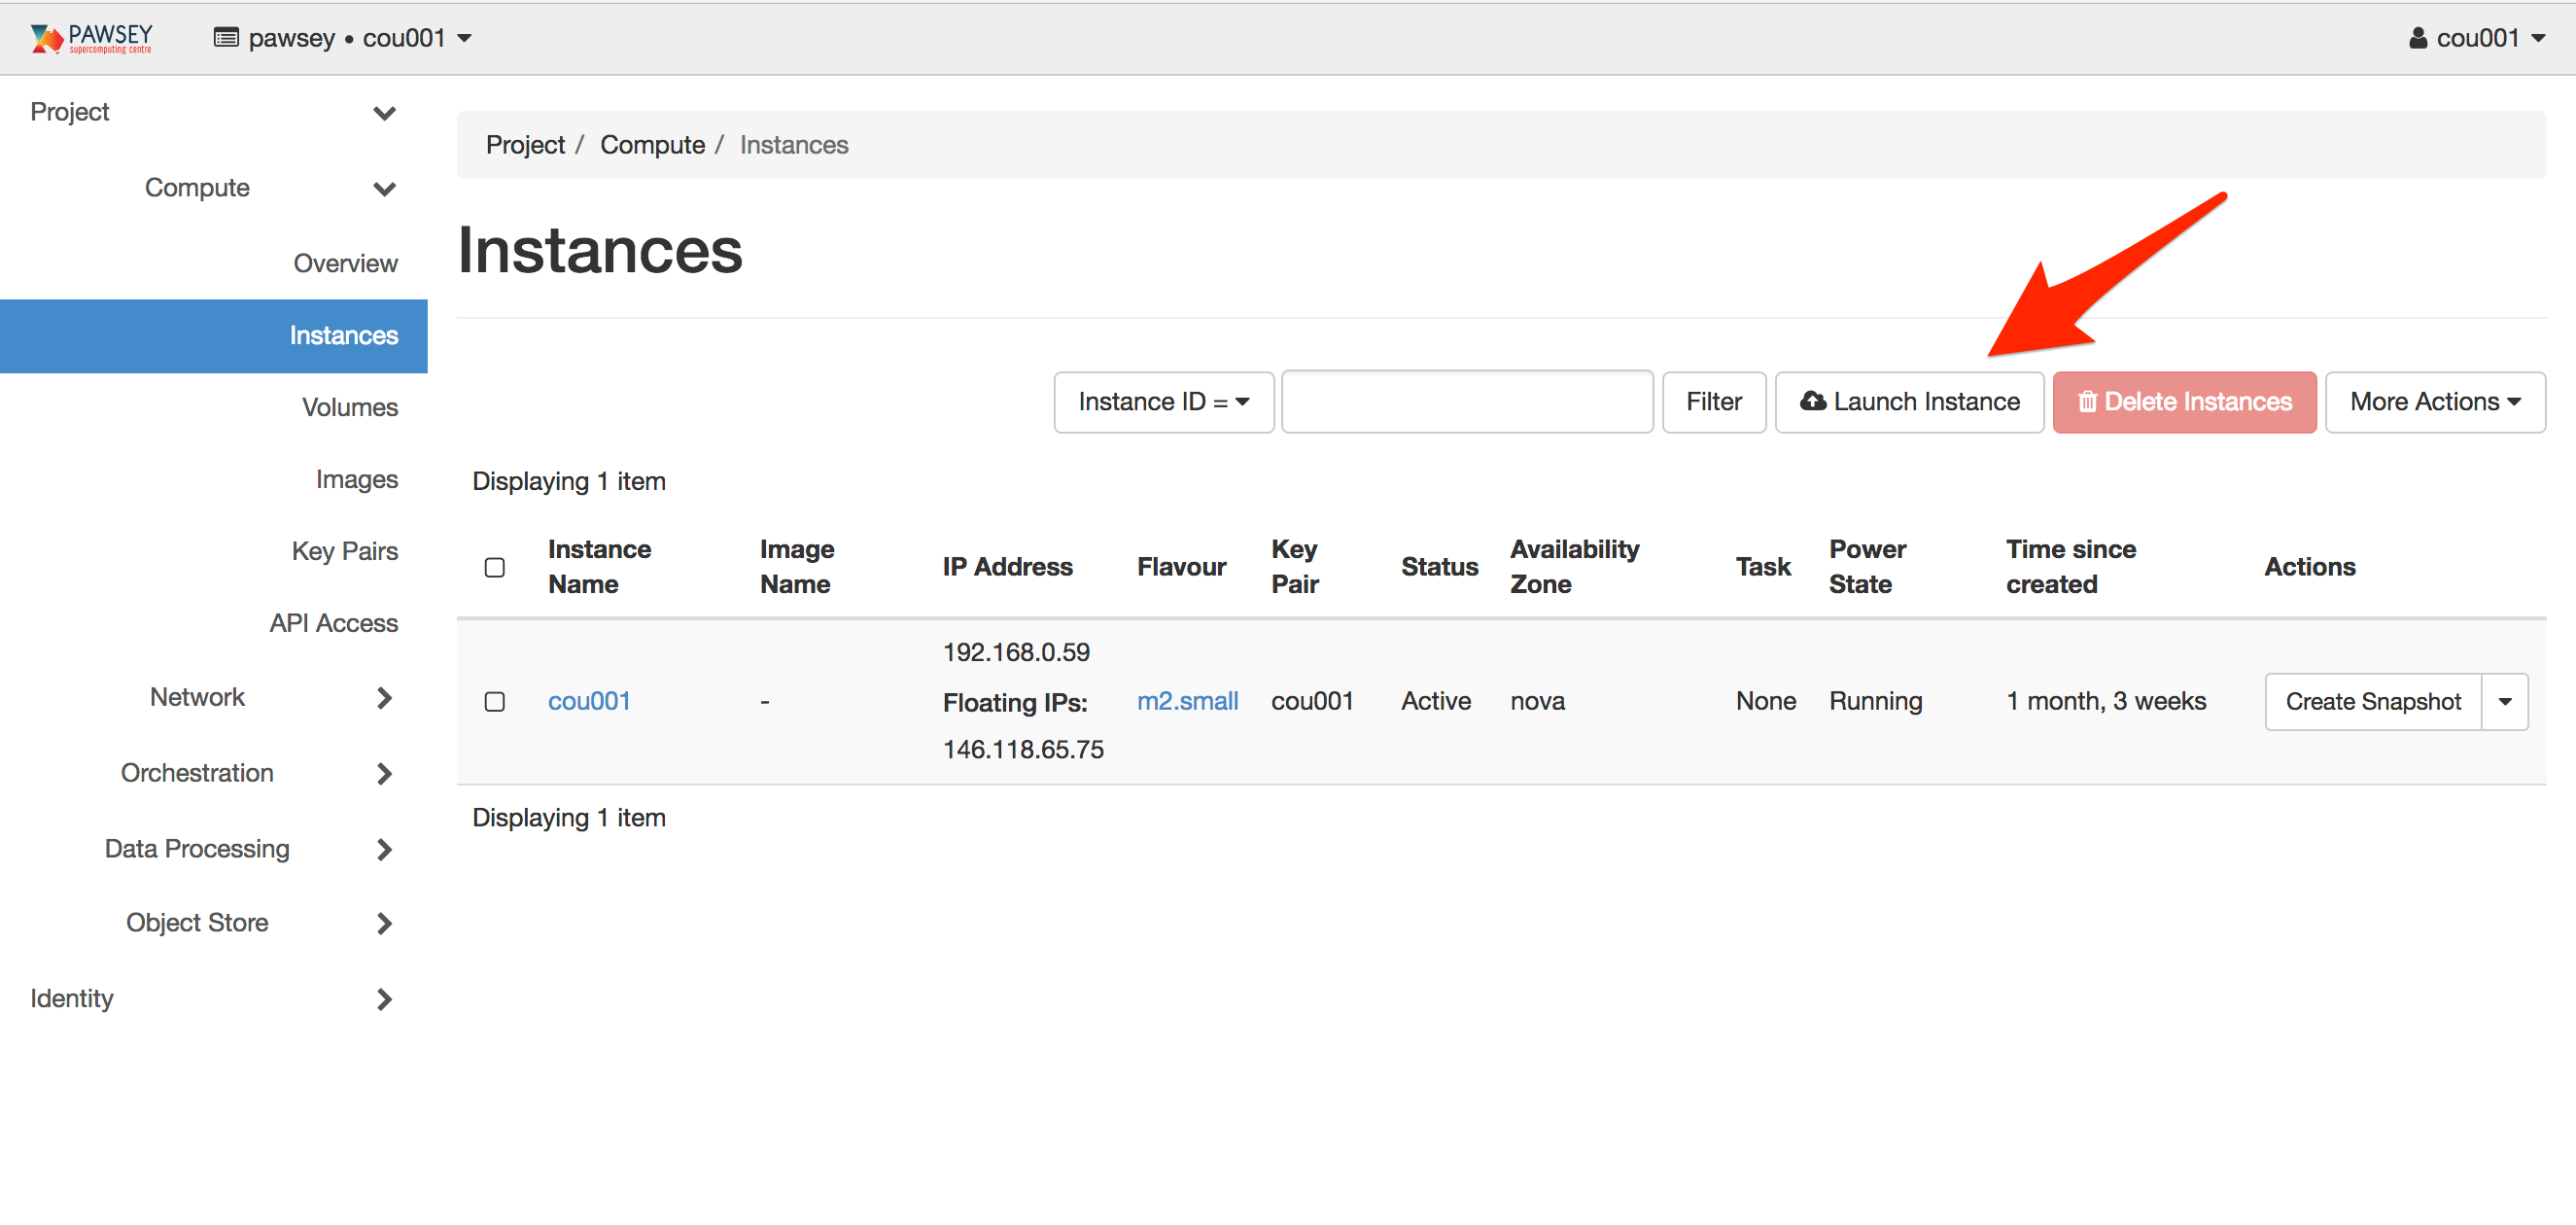 PAWSEY
supercomputing centre
pawsey • cou001
cou001
Project
Compute
Overview
Instances
Volumes
Images
Key Pairs
API Access
Network
Orchestration
Data Processing
Object Store
Identity
Project / Compute / Instances
Instances
Instance ID = Filter Launch Instance Delete Instances More Actions
Displaying 1 item
Instance Name Image Name IP Address Flavour Key Pair Status Availability Zone Task Power State Time since created Actions
192.168.0.59
cou001 - Floating IPs: m2.small cou001 Active nova None Running 1 month, 3 weeks Create Snapshot
146.118.65.75
Displaying 1 item